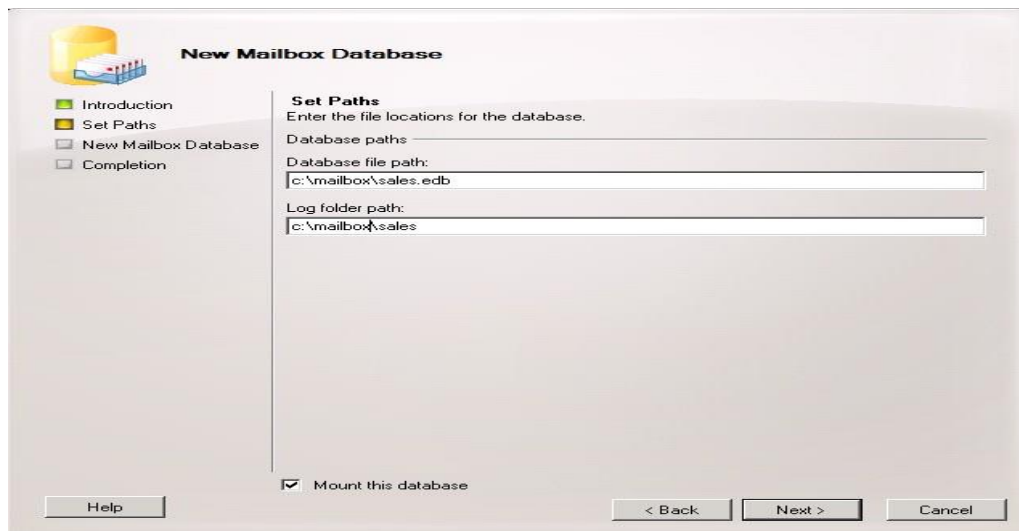 New Mailbox Database
Introduction
Set Paths
New Mailbox Database
Completion
Set Paths
Enter the file locations for the database.
Database paths
Database file path:
c:\mailbox\sales.edb
Log folder path:
c:\mailbox\sales
Mount this database
Help
< Back
Next >
Cancel